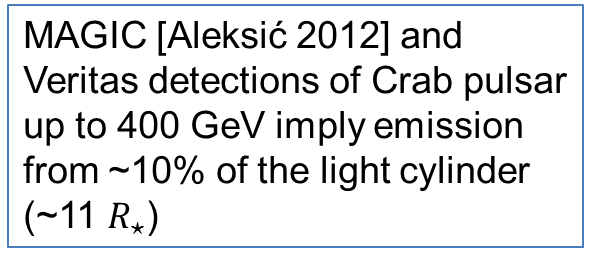 MAGIC [Aleksić 2012] and
Veritas detections of Crab pulsar
up to 400 GeV imply emission
from ~10% of the light cylinder
(~11 R⋆)